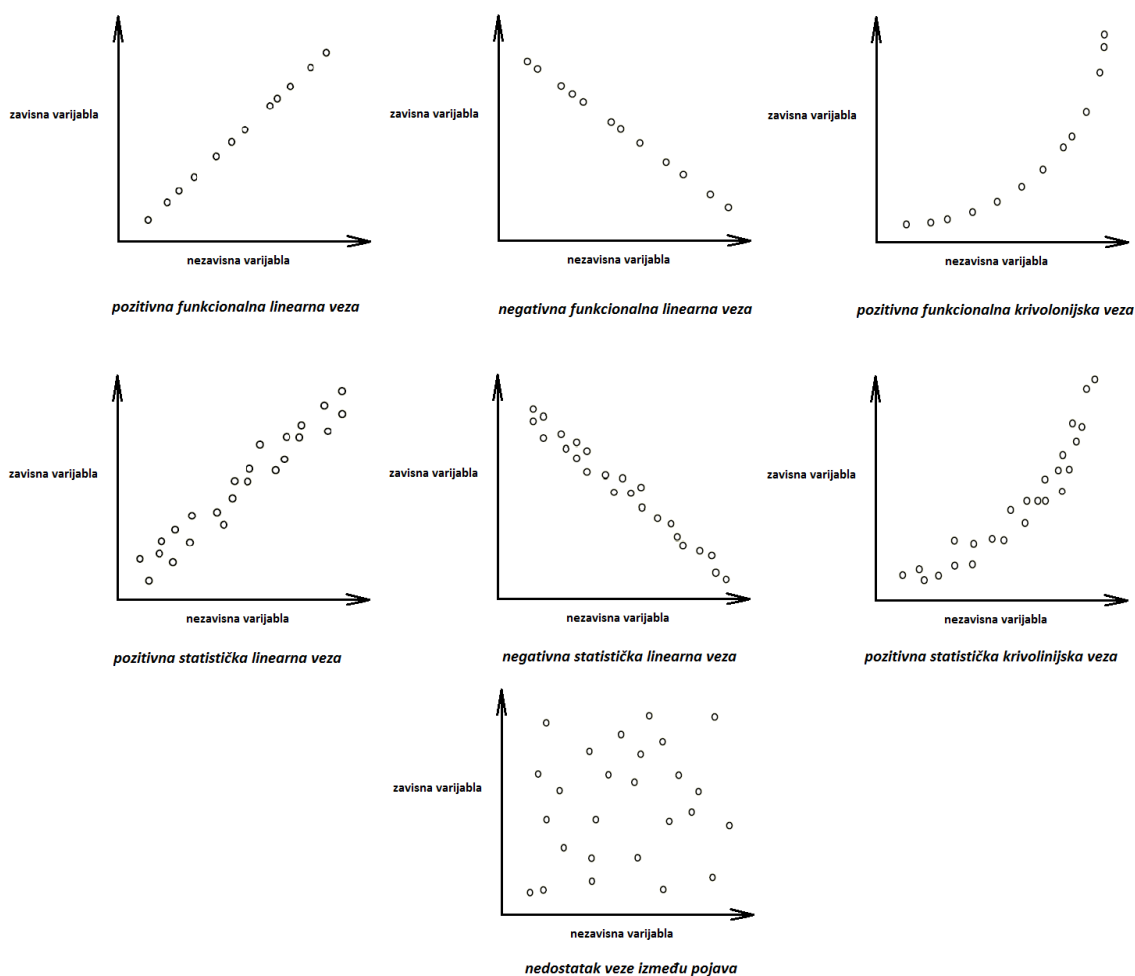 zavisna varijabla
nezavisna varijabla
pozitivna funkcionalna linearna veza
zavisna varijabla
nezavisna varijabla
negativna funkcionalna linearna veza
zavisna varijabla
nezavisna varijabla
pozitivna funkcionalna krivolonijska veza
zavisna varijabla
nezavisna varijabla
pozitivna statistička linearna veza
zavisna varijabla
nezavisna varijabla
negativna statistička linearna veza
zavisna varijabla
nezavisna varijabla
pozitivna statistička krivolinijska veza
zavisna varijabla
nezavisna varijabla
nedostatak veze između pojava